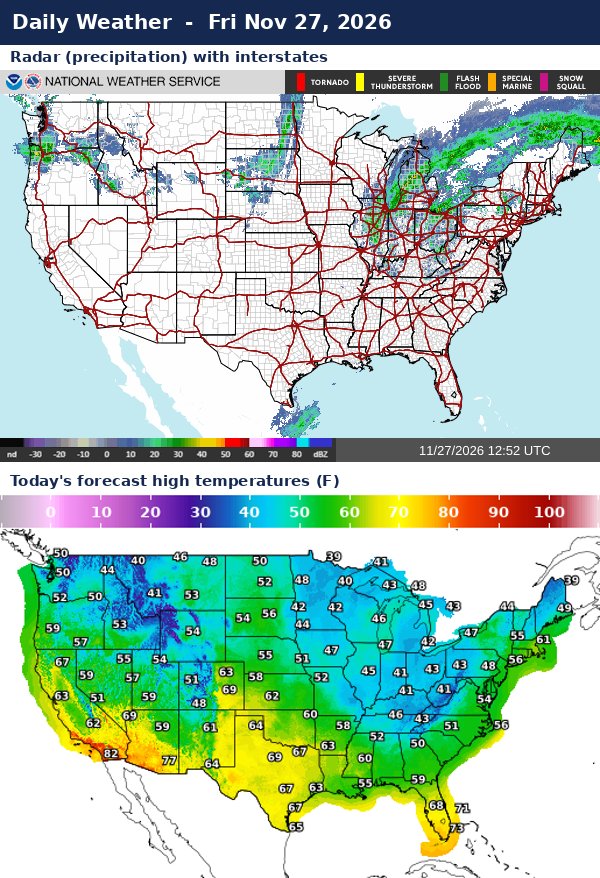 Daily Weather - Fri Nov 27, 2026
Radar (precipitation) with interstates
NATIONAL WEATHER SERVICE
TORNADO
SEVERE THUNDERSTORM
FLASH FLOOD
SPECIAL MARINE
SNOW SQUALL
nd -30 -20 -10 0 10 20 30 40 50 60 70 80 dBZ
11/27/2026 12:52 UTC
Today's forecast high temperatures (F)
0 10 20 30 40 50 60 70 80 90 100
50 40 46 48 50 39 41
50 44 41 53 52 48 40 43 48 39
52 50 54 56 42 42 45 43 44 49
59 53 54 44 46 42 47 55 61
57 55 54 55 51 47 47 56
67 59 57 51 63 58 52 45 41 43 43 48
63 51 59 48 69 62 41 41 54
62 69 59 61 64 60 58 46 43 51 56
82 77 64 69 67 63 52 50
60
67 63 55 59
67 68 71
65 73